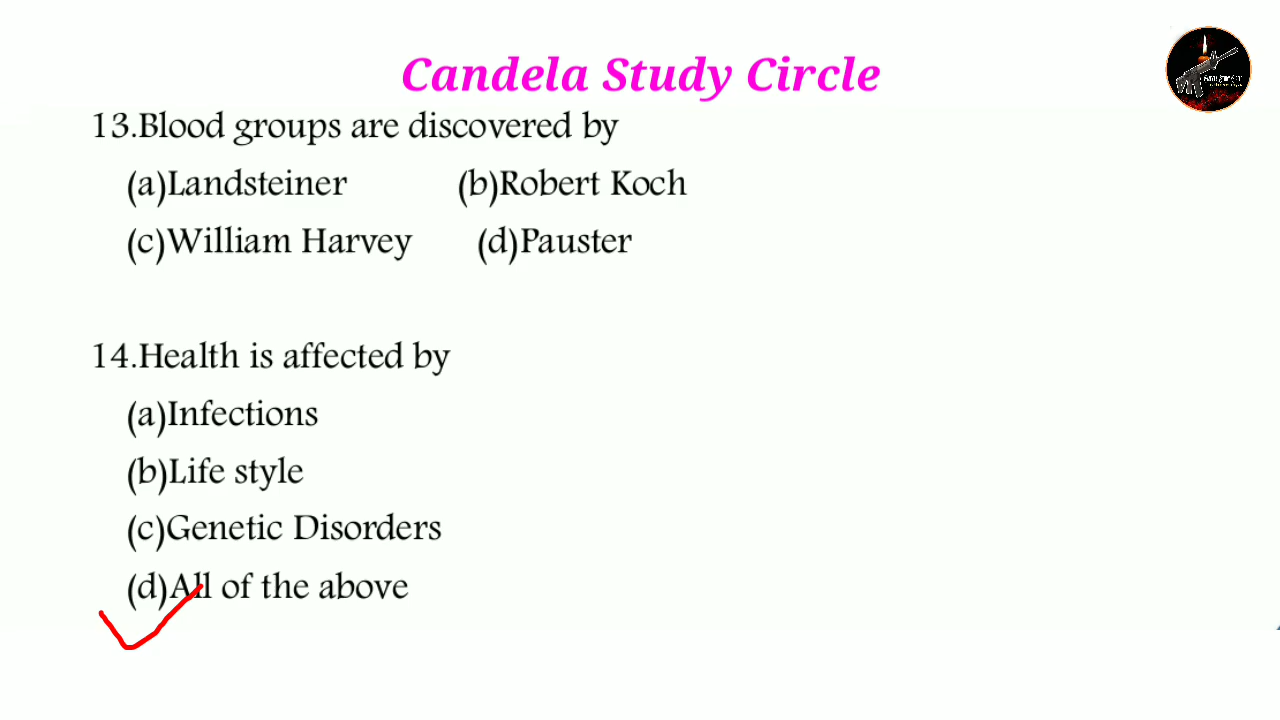 Candela Study Circle
13.Blood groups are discovered by
(a)Landsteiner (b)Robert Koch
(c)William Harvey (d)Pauster
14.Health is affected by
(a)Infections
(b)Life style
(c)Genetic Disorders
(d)All of the above